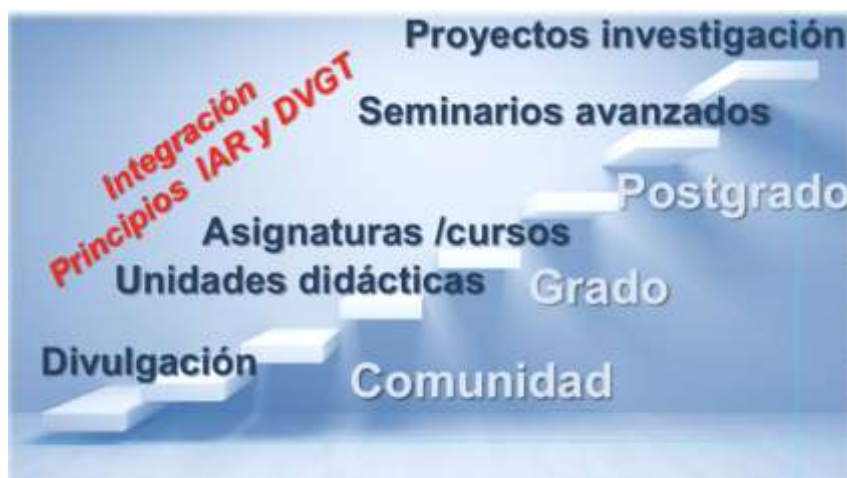 Proyectos investigación
Integración
Principios IAR y DVGT
Seminarios avanzados
Postgrado
Asignaturas /cursos
Unidades didácticas
Grado
Divulgación
Comunidad